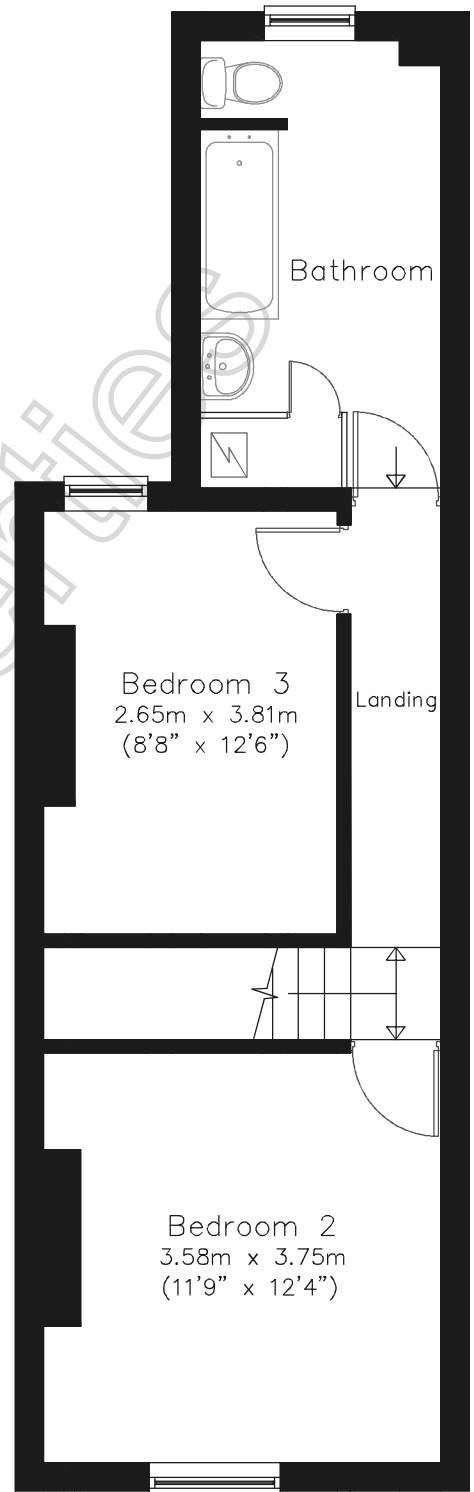 Bathroom
Bedroom 3
2.65m x 3.81m
(8'8" x 12'6")
Landing
Bedroom 2
3.58m x 3.75m
(11'9" x 12'4")